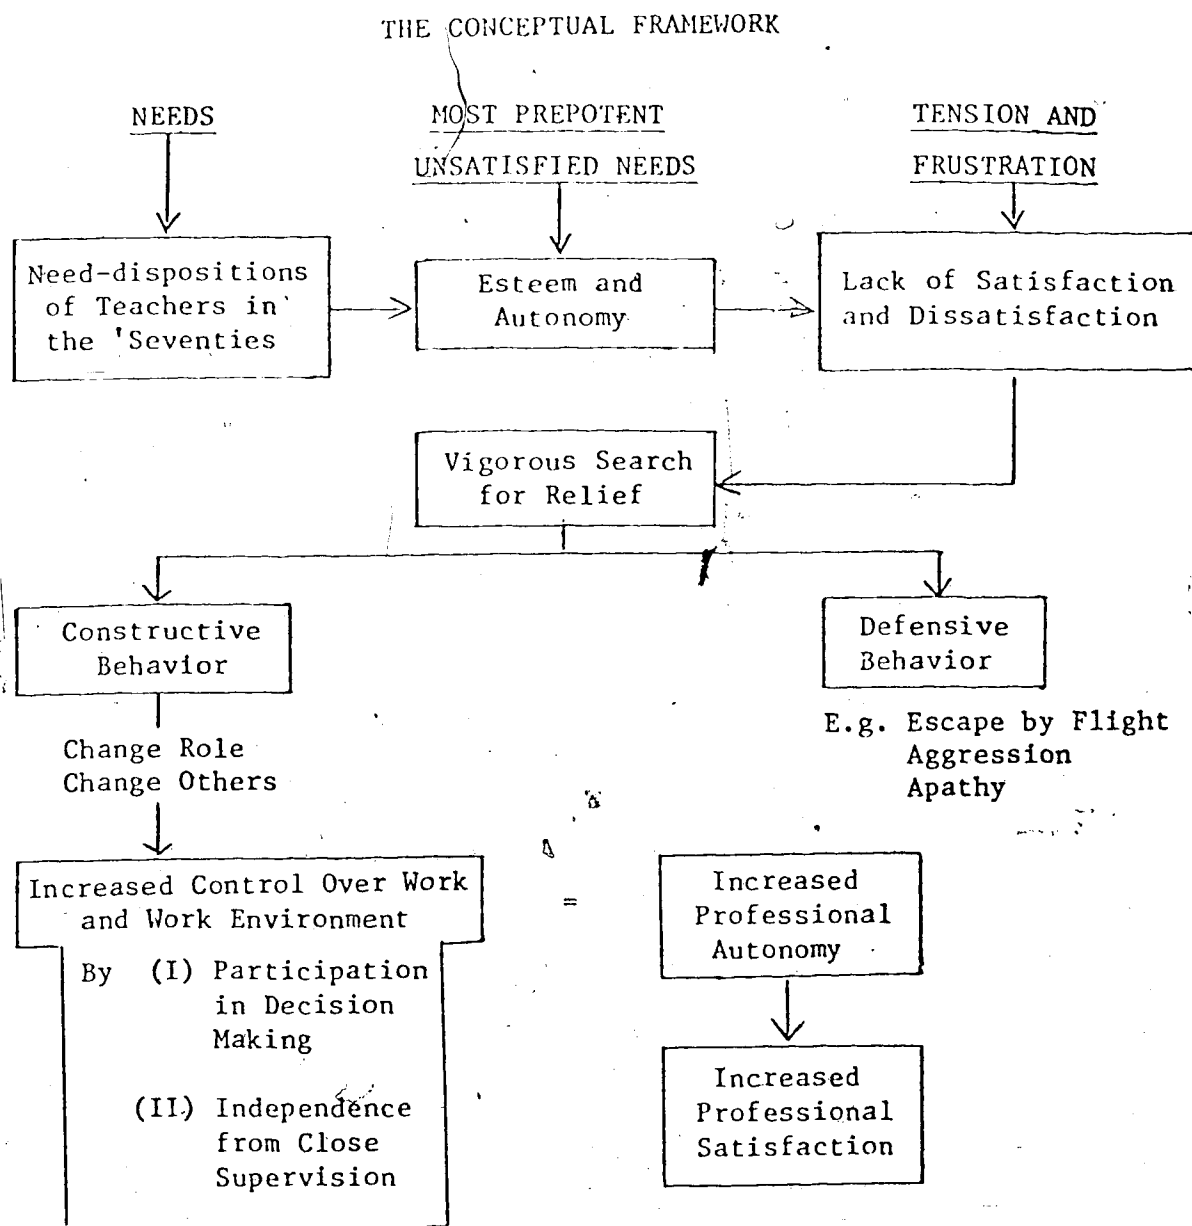 THE CONCEPTUAL FRAMEWORK
NEEDS
MOST PREPOTENT
UNSATISFIED NEEDS
TENSION AND
FRUSTRATION
Need-dispositions
of Teachers in
the 'Seventies
Esteem and
Autonomy
Lack of Satisfaction
and Dissatisfaction
Vigorous Search
for Relief
Constructive
Behavior
Defensive
Behavior
Change Role
Change Others
E.g. Escape by Flight
Aggression
Apathy
Increased Control Over Work
and Work Environment
By (I) Participation
in Decision
Making
(II) Independence
from Close
Supervision
=
Increased
Professional
Autonomy
Increased
Professional
Satisfaction